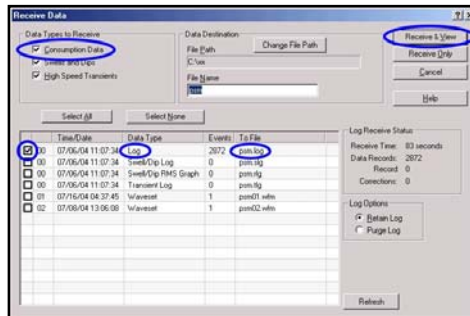 Receive Data
Data Types to Receive
Consumption Data
Swells and Dips
High Speed Transients
Data Destination
File Path
Change File Path
C:\vs
File Name
psm
Receive & View
Receive Only
Cancel
Help
Select All
Select None
Time/Date Data Type Events To File
00 07/06/04 11:07:34 Log 2872 psm.log
00 07/06/04 11:07:34 Swell/Dip Log 0 psm.slg
00 07/06/04 11:07:34 Swell/Dip RMS Graph 0 psm.rlg
00 07/06/04 11:07:34 Transient Log 0 psm.tlg
01 07/16/04 04:37:45 Waveset 1 psm01.wfm
02 07/08/04 13:06:08 Waveset 1 psm02.wfm
Log Receive Status
Receive Time: 83 seconds
Data Records: 2872
Record 0
Corrections: 0
Log Options
Retain Log
Purge Log
Refresh